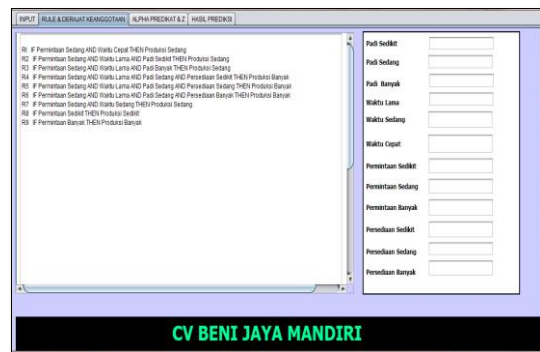 INPUT RULE & DERAJAT KEANGGOTAAN ALPHA PREDIKAT & Z HASIL PREDIKSI
R1 IF Permintaan Sedang AND Waktu Cepat THEN Produksi Sedang
R2 IF Permintaan Sedang AND Waktu Lama AND Padi Sedikit THEN Produksi Sedang
R3 IF Permintaan Sedang AND Waktu Lama AND Padi Banyak THEN Produksi Sedang
R4 IF Permintaan Sedang AND Waktu Lama AND Padi Sedang AND Persediaan Sedikit THEN Produksi Banyak
R5 IF Permintaan Sedang AND Waktu Lama AND Padi Sedang AND Persediaan Sedang THEN Produksi Banyak
R6 IF Permintaan Sedang AND Waktu Lama AND Padi Sedang AND Persediaan Banyak THEN Produksi Banyak
R7 IF Permintaan Sedang AND Waktu Sedang THEN Produksi Sedang
R8 IF Permintaan Sedikit THEN Produksi Sedikit
R9 IF Permintaan Banyak THEN Produksi Banyak
Padi Sedikit
Padi Sedang
Padi Banyak
Waktu Lama
Waktu Sedang
Waktu Cepat
Permintaan Sedikit
Permintaan Sedang
Permintaan Banyak
Persediaan Sedikit
Persediaan Sedang
Persediaan Banyak
CV BENI JAYA MANDIRI